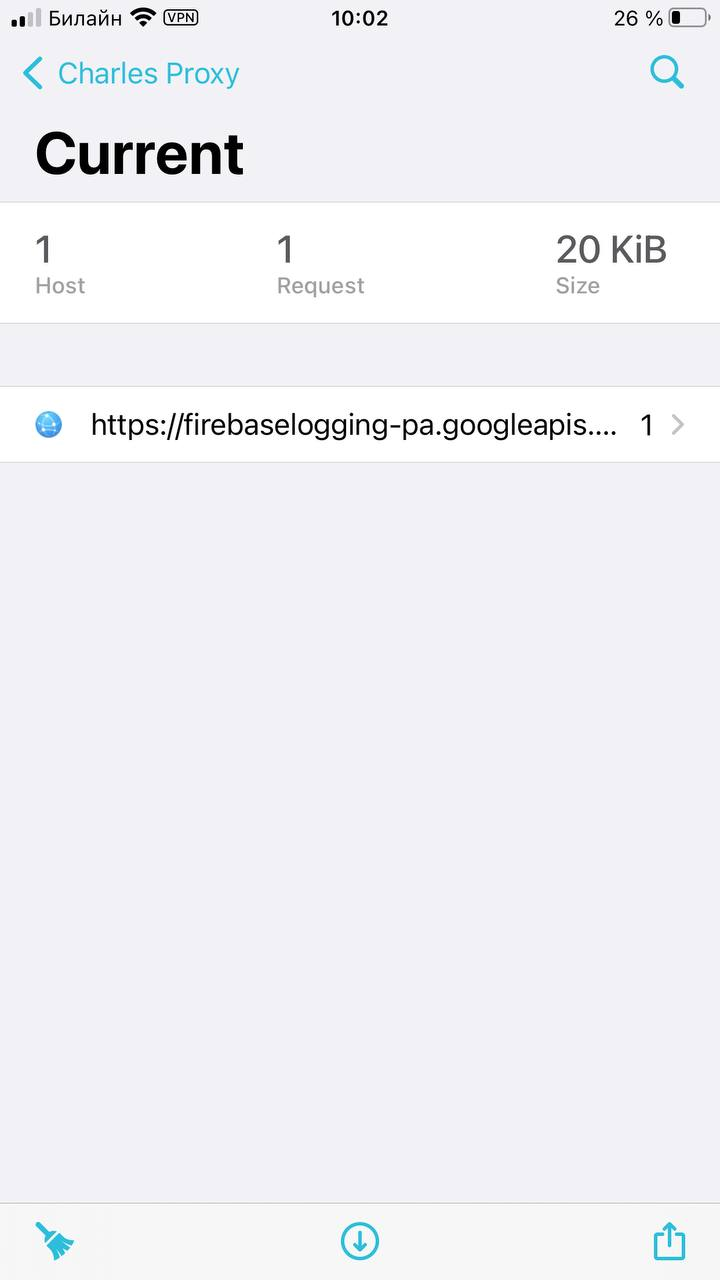 Билайн VPN 10:02 26 %
Charles Proxy
Current
1 1 20 KiB
Host Request Size
https://firebaselogging-pa.googleapis.... 1